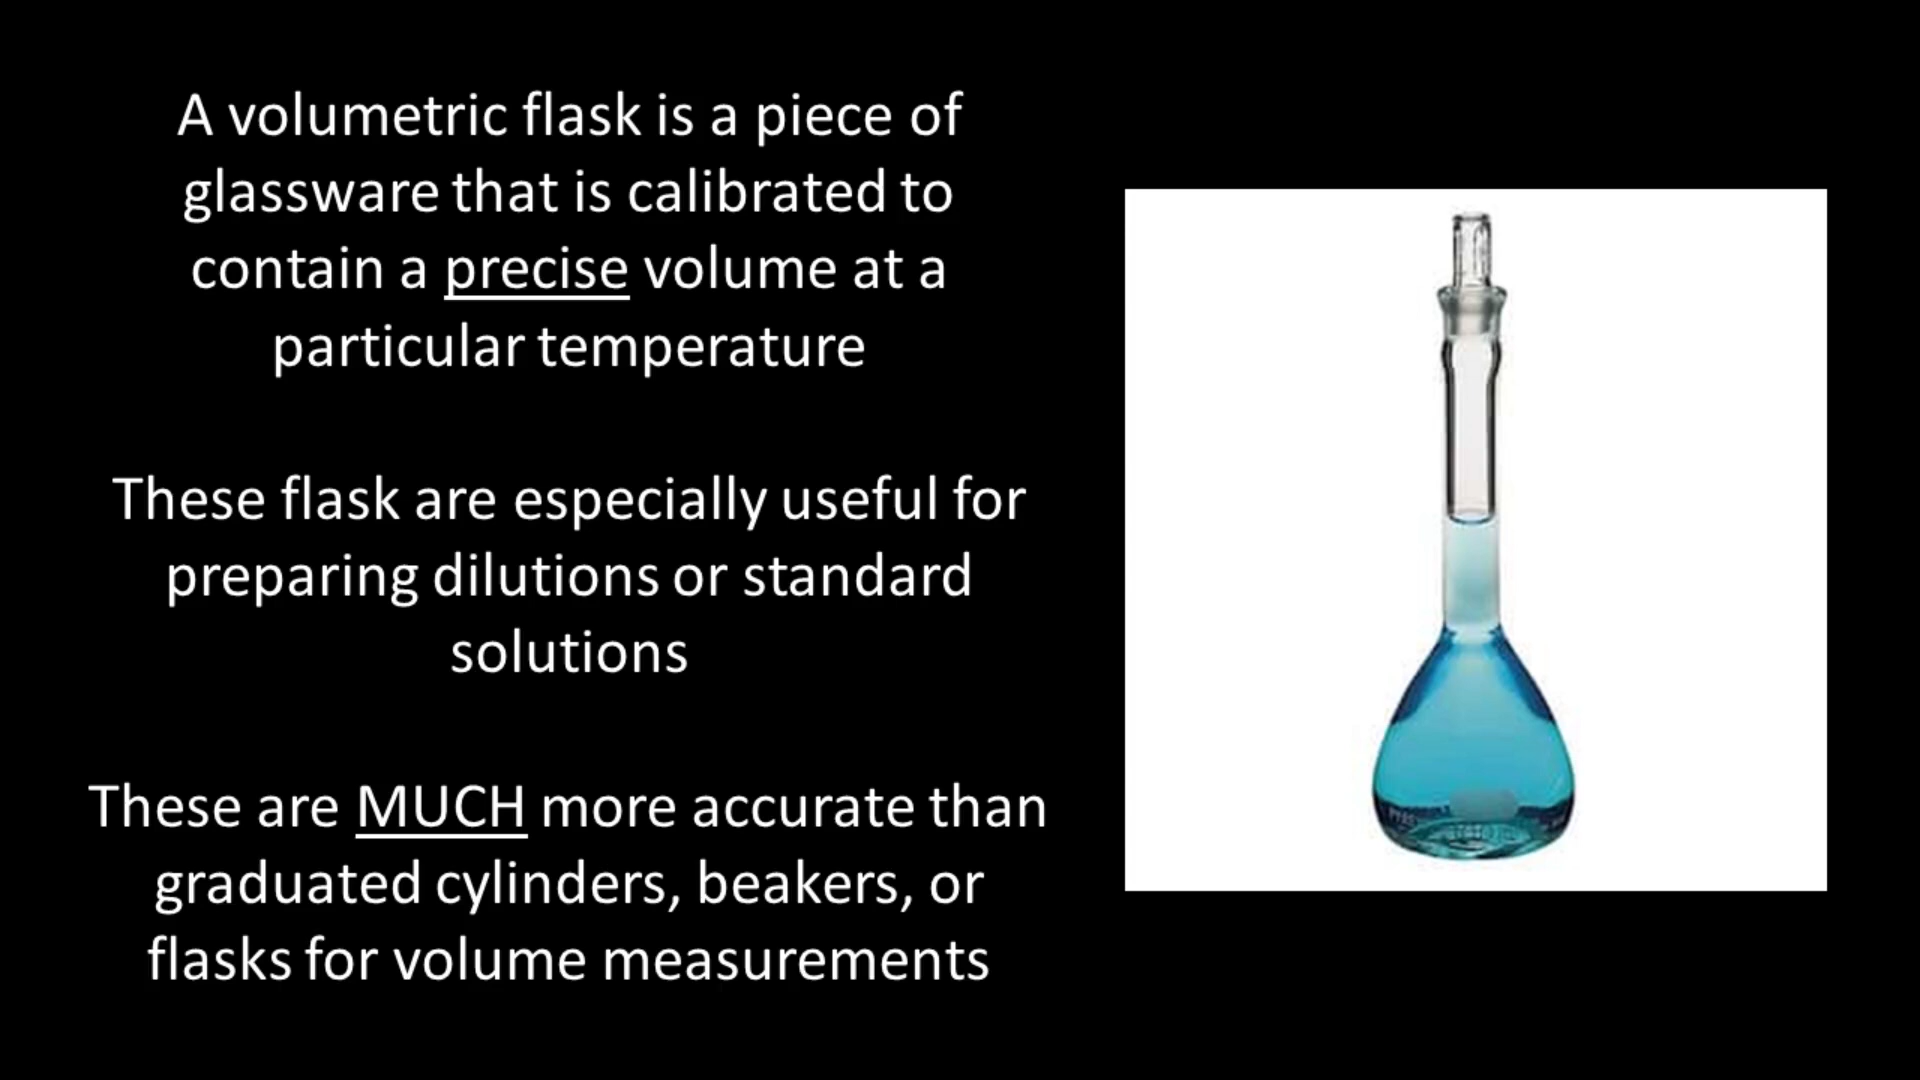 A volumetric flask is a piece of
glassware that is calibrated to
contain a precise volume at a
particular temperature
These flask are especially useful for
preparing dilutions or standard
solutions
These are MUCH more accurate than
graduated cylinders, beakers, or
flasks for volume measurements